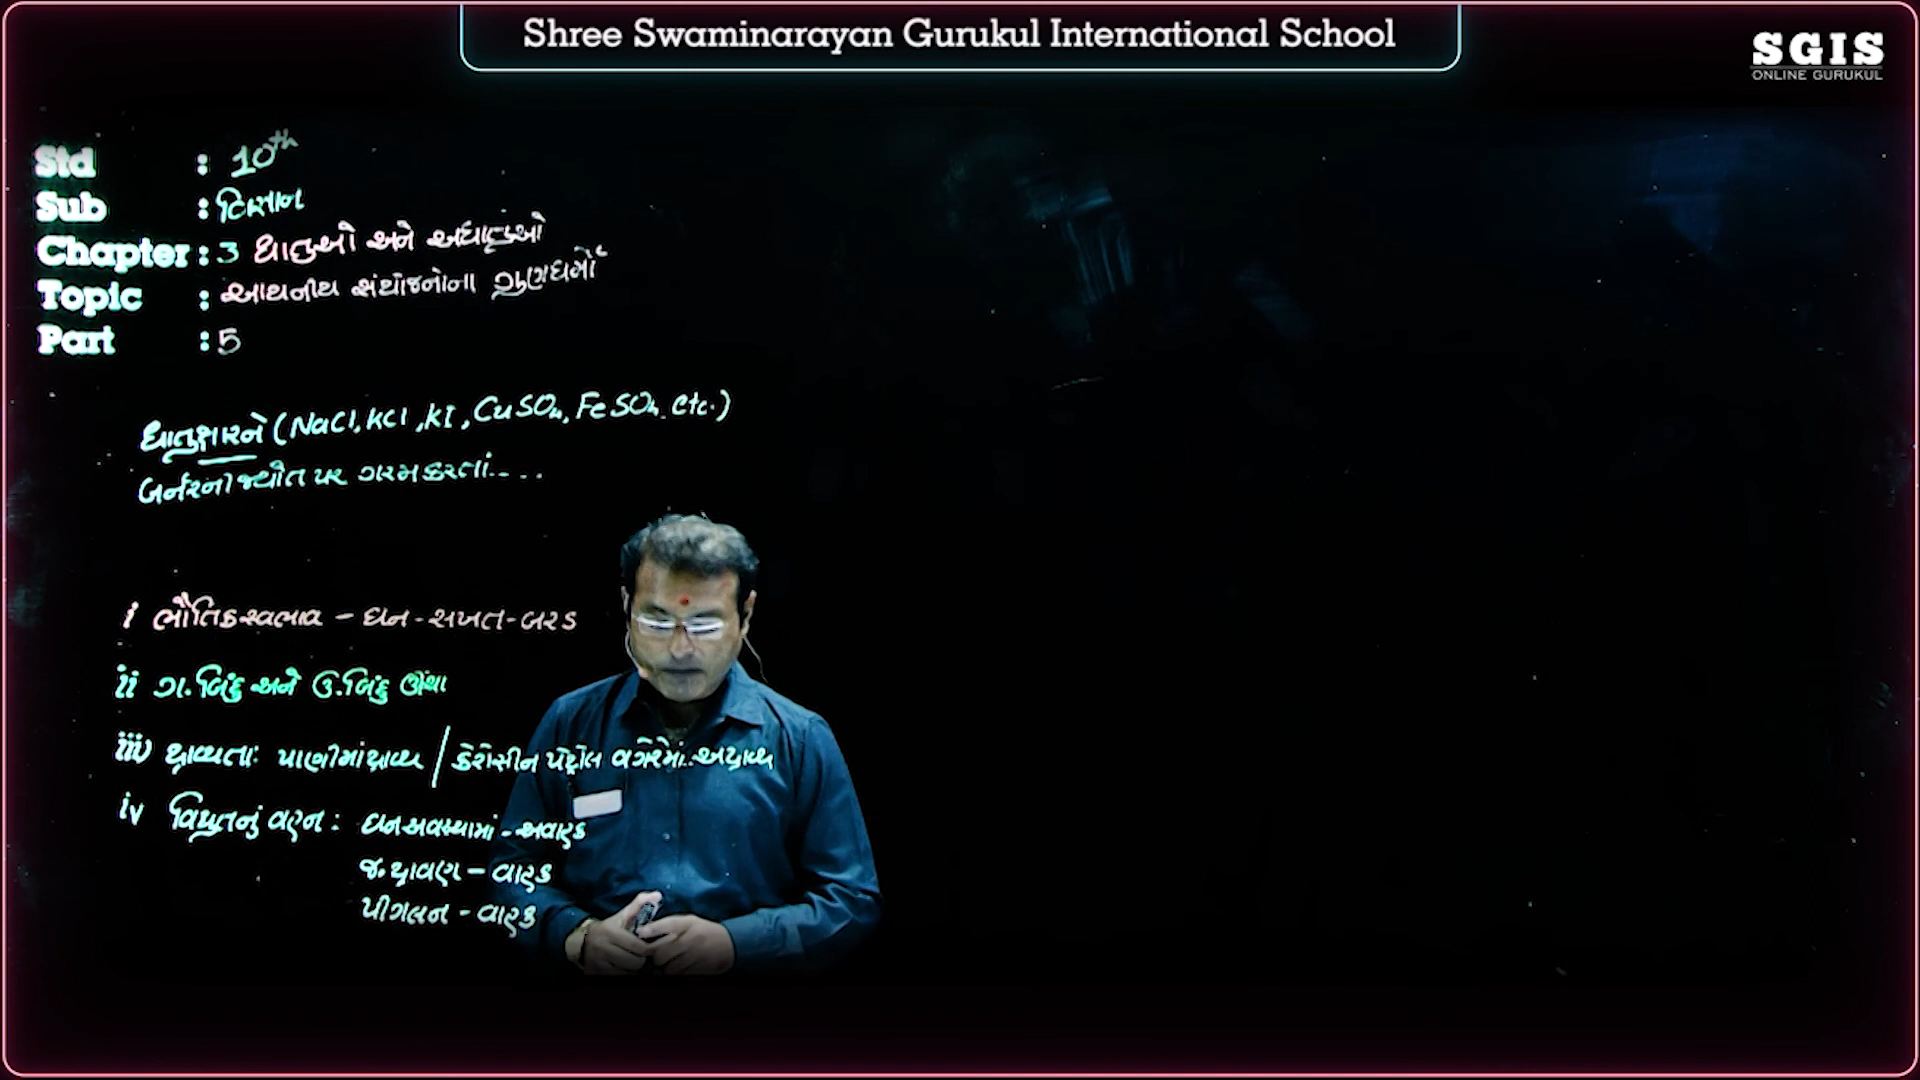 Shree Swaminarayan Gurukul International School
SGIS
ONLINE GURUKUL
Std : 10th
Sub : વિજ્ઞાન
Chapter : 3 ધાતુઓ અને અધાતુઓ
Topic : આયનીય સંયોજનોના ગુણધર્મો
Part : 5
ધાતુક્ષારને (NaCl, KCl, KI, CuSO4, FeSO4 etc.)
બર્નરની જ્યોત પર ગરમ કરતાં....
i ભૌતિક સ્વભાવ - ઘન - સખત - બરડ
ii ગ. બિંદુ અને ઉ. બિંદુ ઊંચા
iii) દ્રાવ્યતા: પાણીમાં દ્રાવ્ય / કેરોસીન પેટ્રોલ વગેરેમાં..અદ્રાવ્ય
iv વિદ્યુતનું વહન : ઘન અવસ્થામાં - અવાહક
જ. દ્રાવણ - વાહક
પીગલન - વાહક